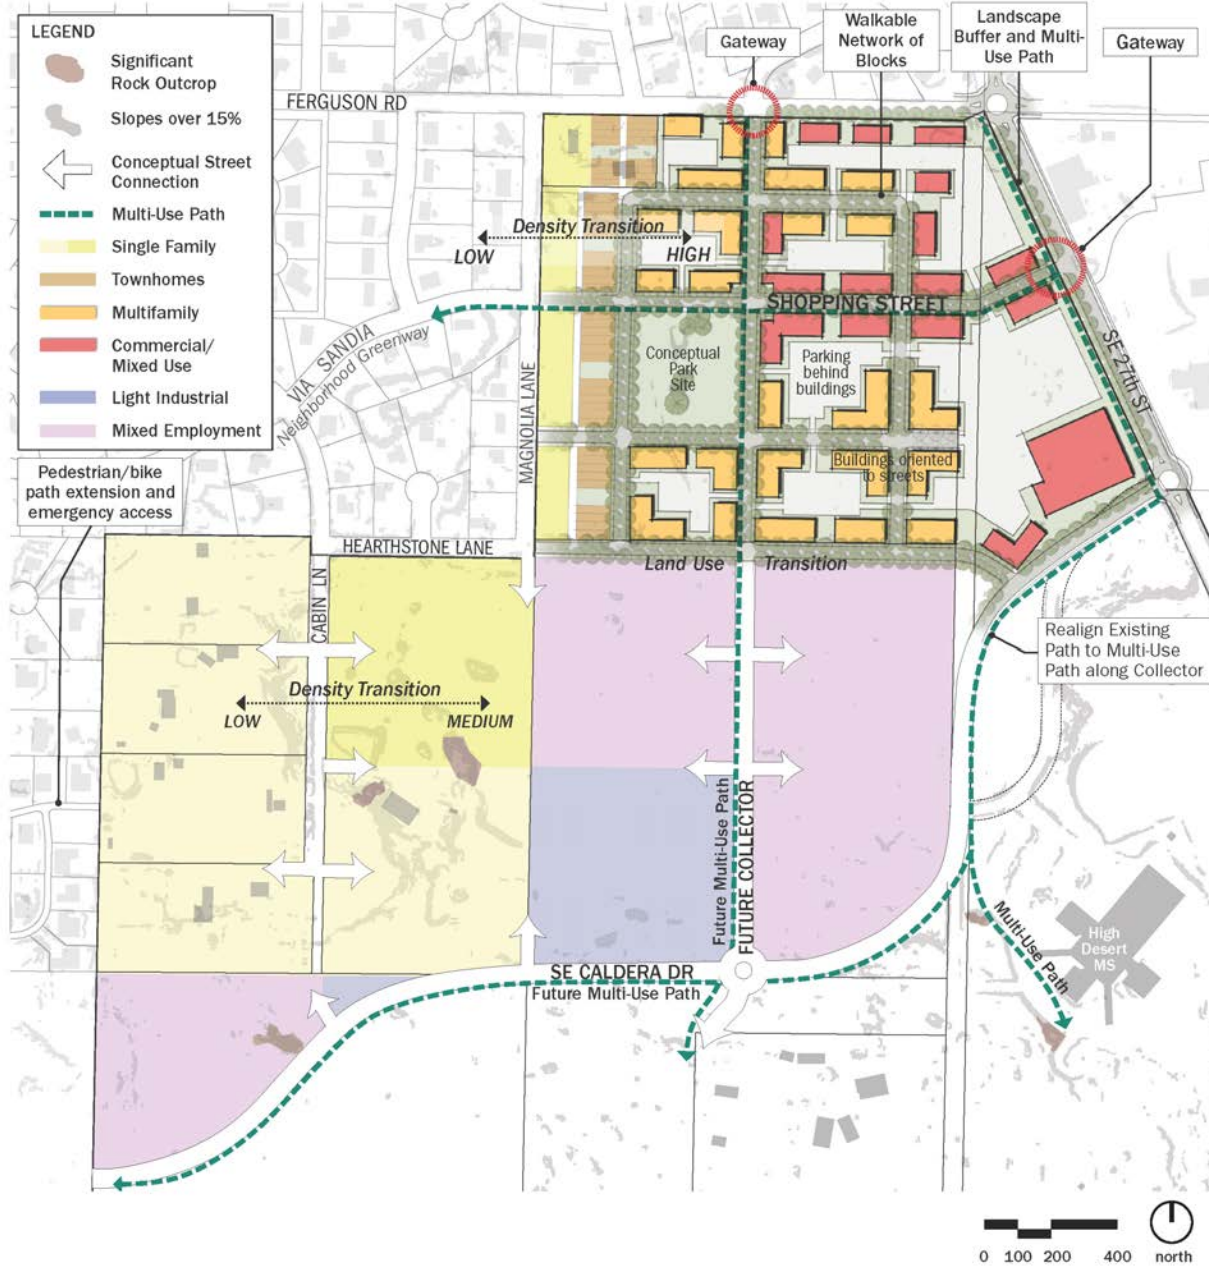 LEGEND
Significant
Rock Outcrop
Slopes over 15%
Conceptual Street
Connection
Multi-Use Path
Single Family
Townhomes
Multifamily
Commercial/
Mixed Use
Light Industrial
Mixed Employment
Gateway
Walkable
Network of
Blocks
Landscape
Buffer and Multi-
Use Path
Gateway
FERGUSON RD
Density Transition
LOW
HIGH
SHOPPING STREET
SE 27th ST
VIA SANDIA
Neighborhood Greenway
MAGNOLIA LANE
Conceptual
Park
Site
Parking
behind
buildings
Buildings oriented
to streets
Pedestrian/bike
path extension and
emergency access
HEARTHSTONE LANE
CABIN LN
Land Use Transition
Realign Existing
Path to Multi-Use
Path along Collector
Density Transition
LOW
MEDIUM
Future Multi-Use Path
FUTURE COLLECTOR
SE CALDERA DR
Future Multi-Use Path
Multi-Use Path
High
Desert
MS
0 100 200 400
north